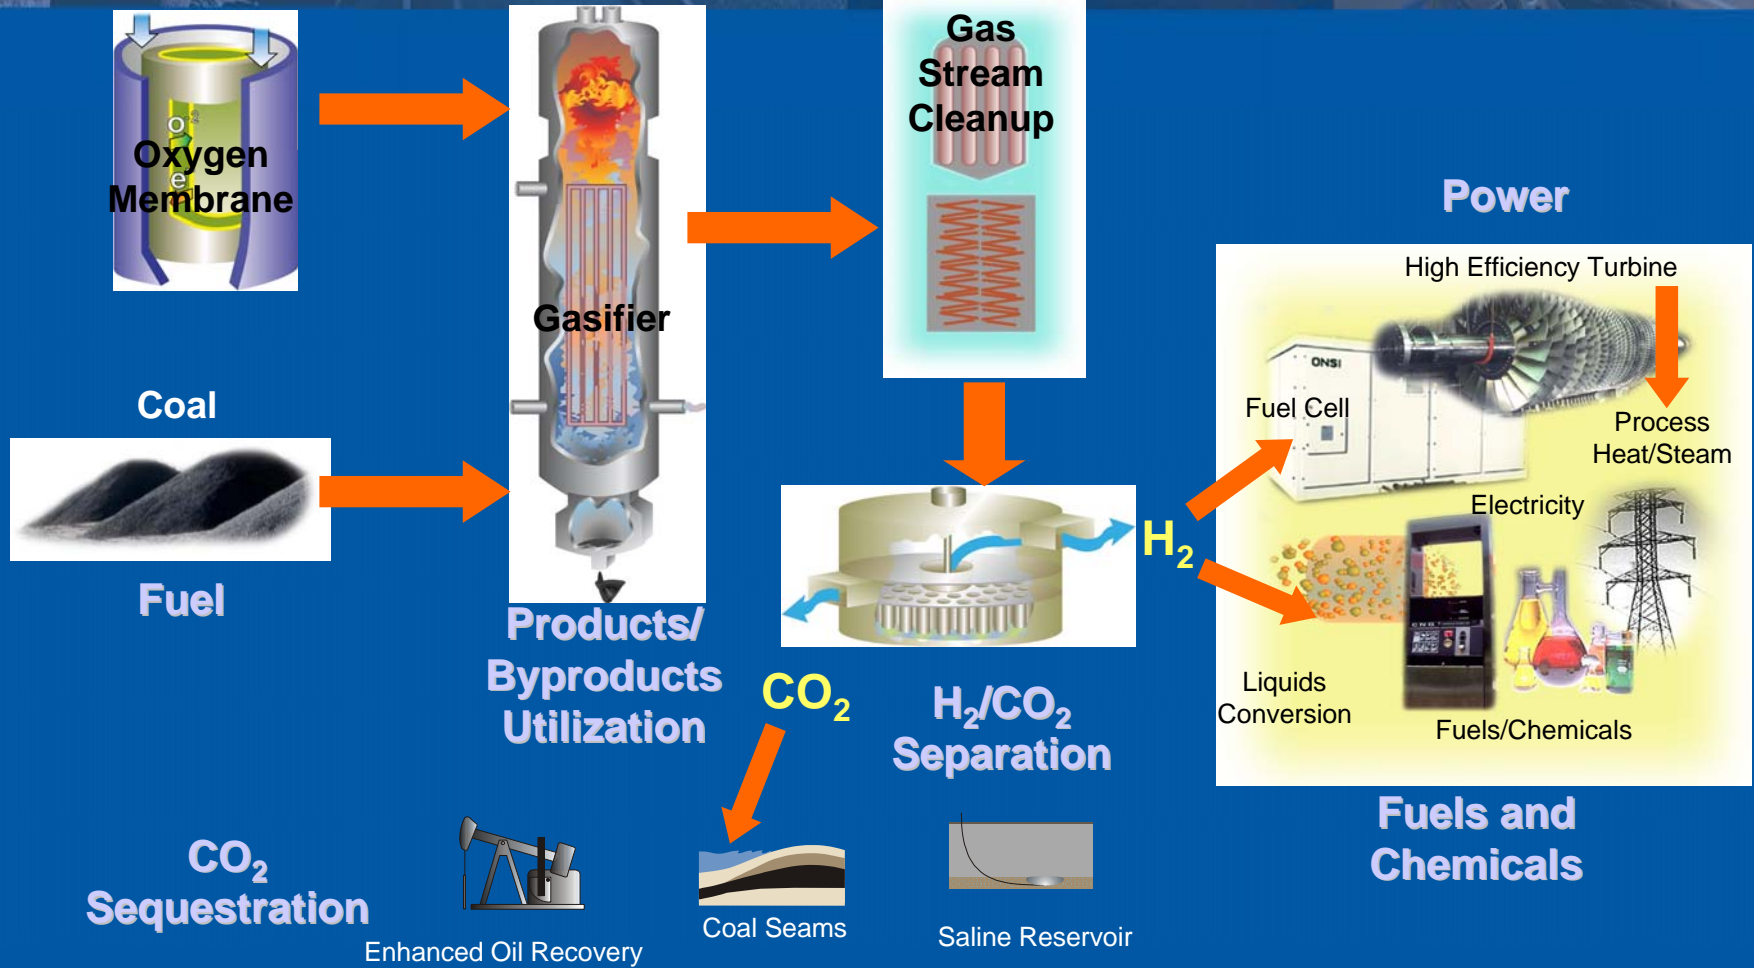 Gas
Stream
Cleanup
O
Oxygen
e
Membrane
Power
High Efficiency Turbine
ONSI
Gasifier
Coal
Fuel Cell
Process
Heat/Steam
Electricity
H2
Fuel
Products/
Byproducts
Utilization
CNG
CO2
H2/CO2
Separation
Liquids
Conversion
Fuels/Chemicals
Fuels and
Chemicals
CO2
Sequestration
Enhanced Oil Recovery
Coal Seams
Saline Reservoir